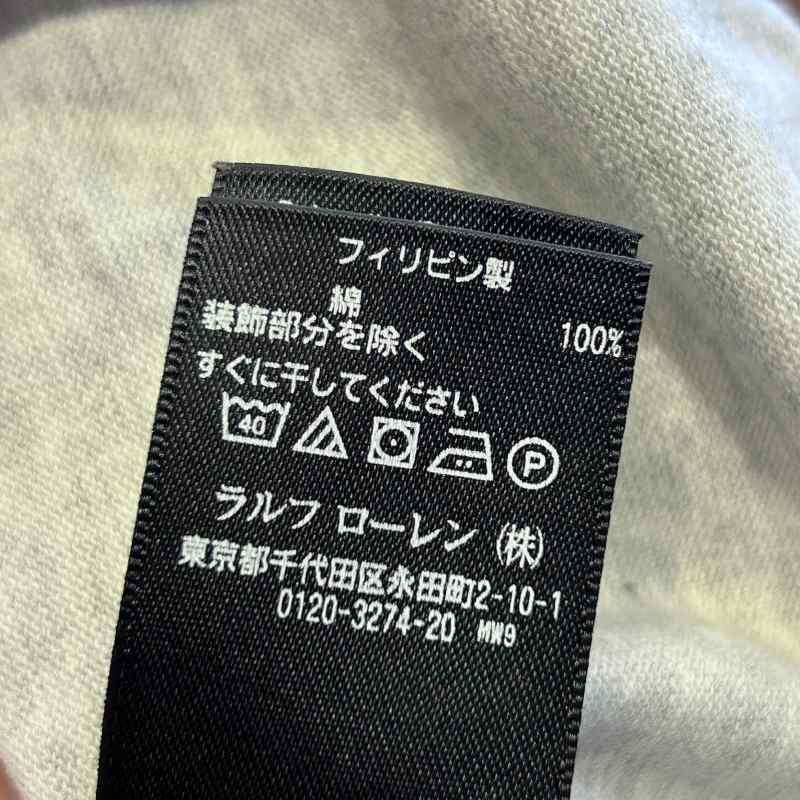 フィリピン製
綿 100%
装飾部分を除く
すぐに干してください
40
P
ラルフ ローレン (株)
東京都千代田区永田町2-10-1
0120-3274-20 MW9